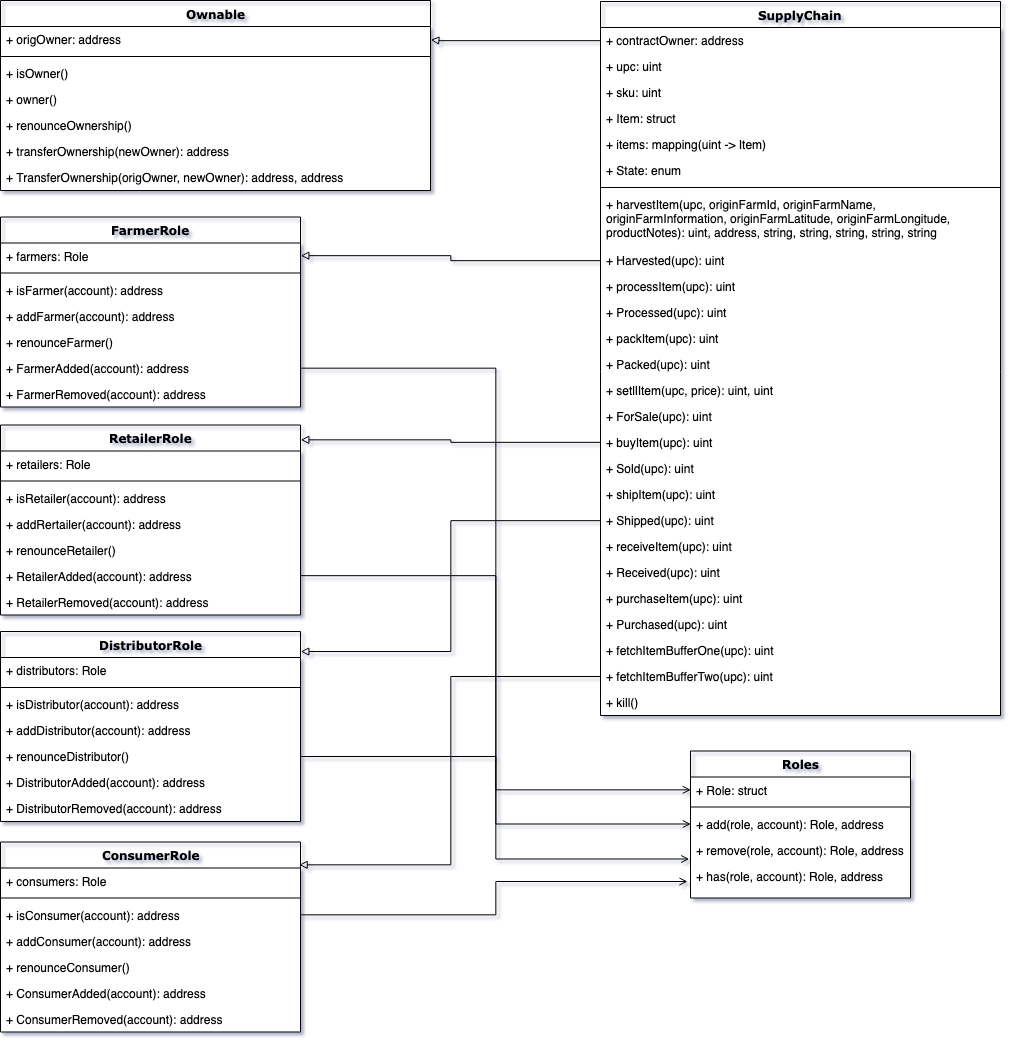 Ownable
+ origOwner: address
+ isOwner()
+ owner()
+ renounceOwnership()
+ transferOwnership(newOwner): address
+ TransferOwnership(origOwner, newOwner): address, address
FarmerRole
+ farmers: Role
+ isFarmer(account): address
+ addFarmer(account): address
+ renounceFarmer()
+ FarmerAdded(account): address
+ FarmerRemoved(account): address
RetailerRole
+ retailers: Role
+ isRetailer(account): address
+ addRertailer(account): address
+ renounceRetailer()
+ RetailerAdded(account): address
+ RetailerRemoved(account): address
DistributorRole
+ distributors: Role
+ isDistributor(account): address
+ addDistributor(account): address
+ renounceDistributor()
+ DistributorAdded(account): address
+ DistributorRemoved(account): address
ConsumerRole
+ consumers: Role
+ isConsumer(account): address
+ addConsumer(account): address
+ renounceConsumer()
+ ConsumerAdded(account): address
+ ConsumerRemoved(account): address
SupplyChain
+ contractOwner: address
+ upc: uint
+ sku: uint
+ Item: struct
+ items: mapping(uint -> Item)
+ State: enum
+ harvestItem(upc, originFarmId, originFarmName,
originFarmInformation, originFarmLatitude, originFarmLongitude,
productNotes): uint, address, string, string, string, string, string
+ Harvested(upc): uint
+ processItem(upc): uint
+ Processed(upc): uint
+ packItem(upc): uint
+ Packed(upc): uint
+ setlIItem(upc, price): uint, uint
+ ForSale(upc): uint
+ buyItem(upc): uint
+ Sold(upc): uint
+ shipItem(upc): uint
+ Shipped(upc): uint
+ receiveItem(upc): uint
+ Received(upc): uint
+ purchaseItem(upc): uint
+ Purchased(upc): uint
+ fetchItemBufferOne(upc): uint
+ fetchItemBufferTwo(upc): uint
+ kill()
Roles
+ Role: struct
+ add(role, account): Role, address
+ remove(role, account): Role, address
+ has(role, account): Role, address